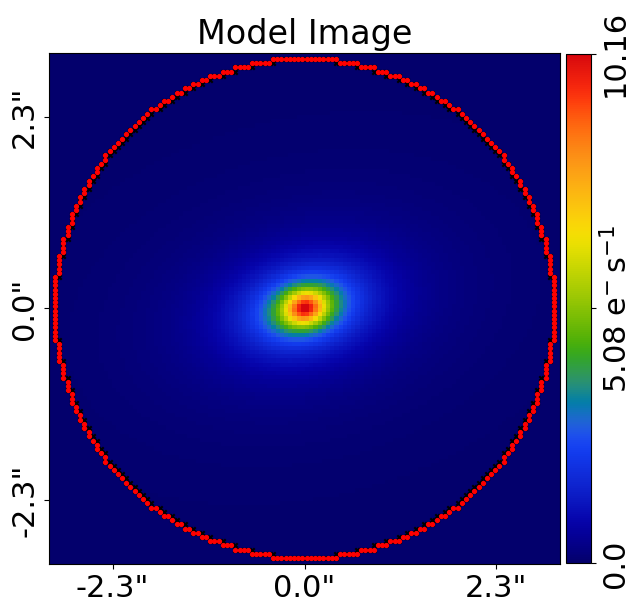 Model Image
2.3"
0.0"
-2.3"
-2.3" 0.0" 2.3"
10.16
5.08 e⁻ s⁻¹
0.0